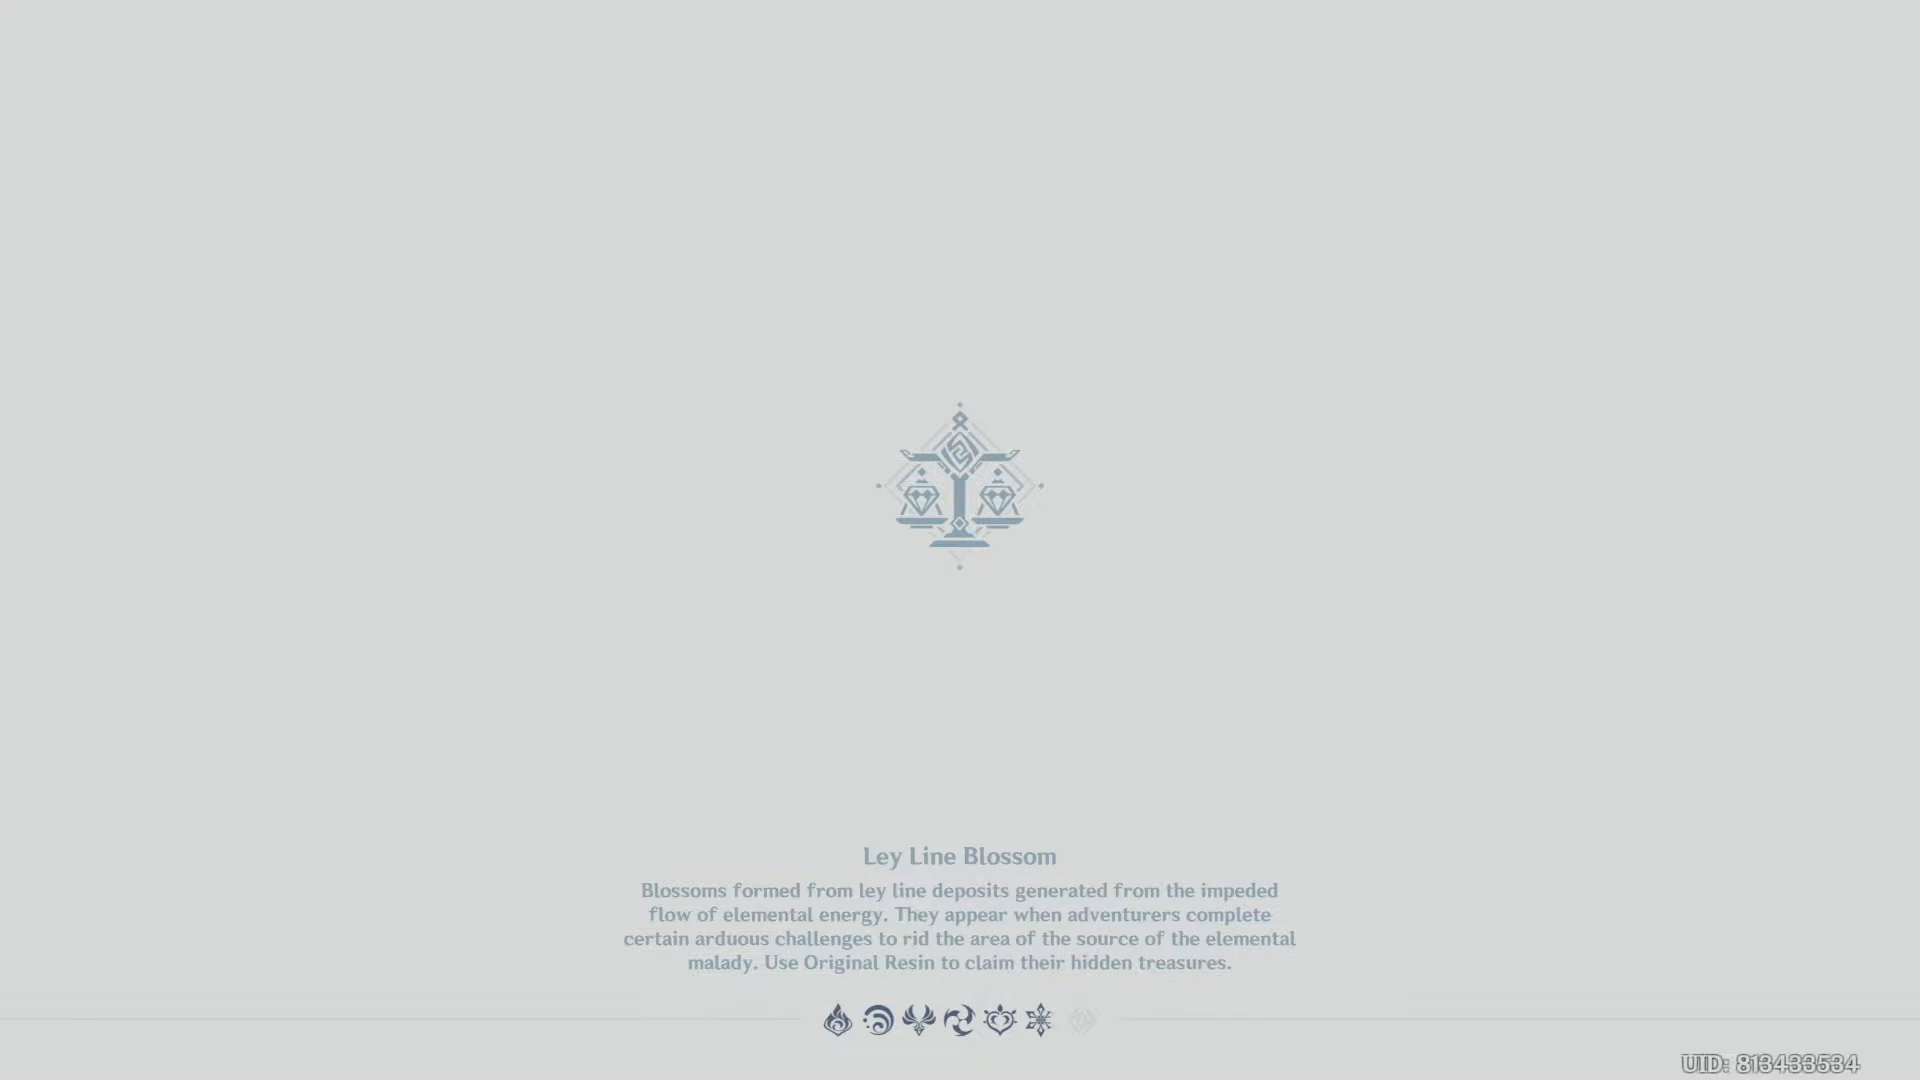 Ley Line Blossom
Blossoms formed from ley line deposits generated from the impeded
flow of elemental energy. They appear when adventurers complete
certain arduous challenges to rid the area of the source of the elemental
malady. Use Original Resin to claim their hidden treasures.
UID: 813433534